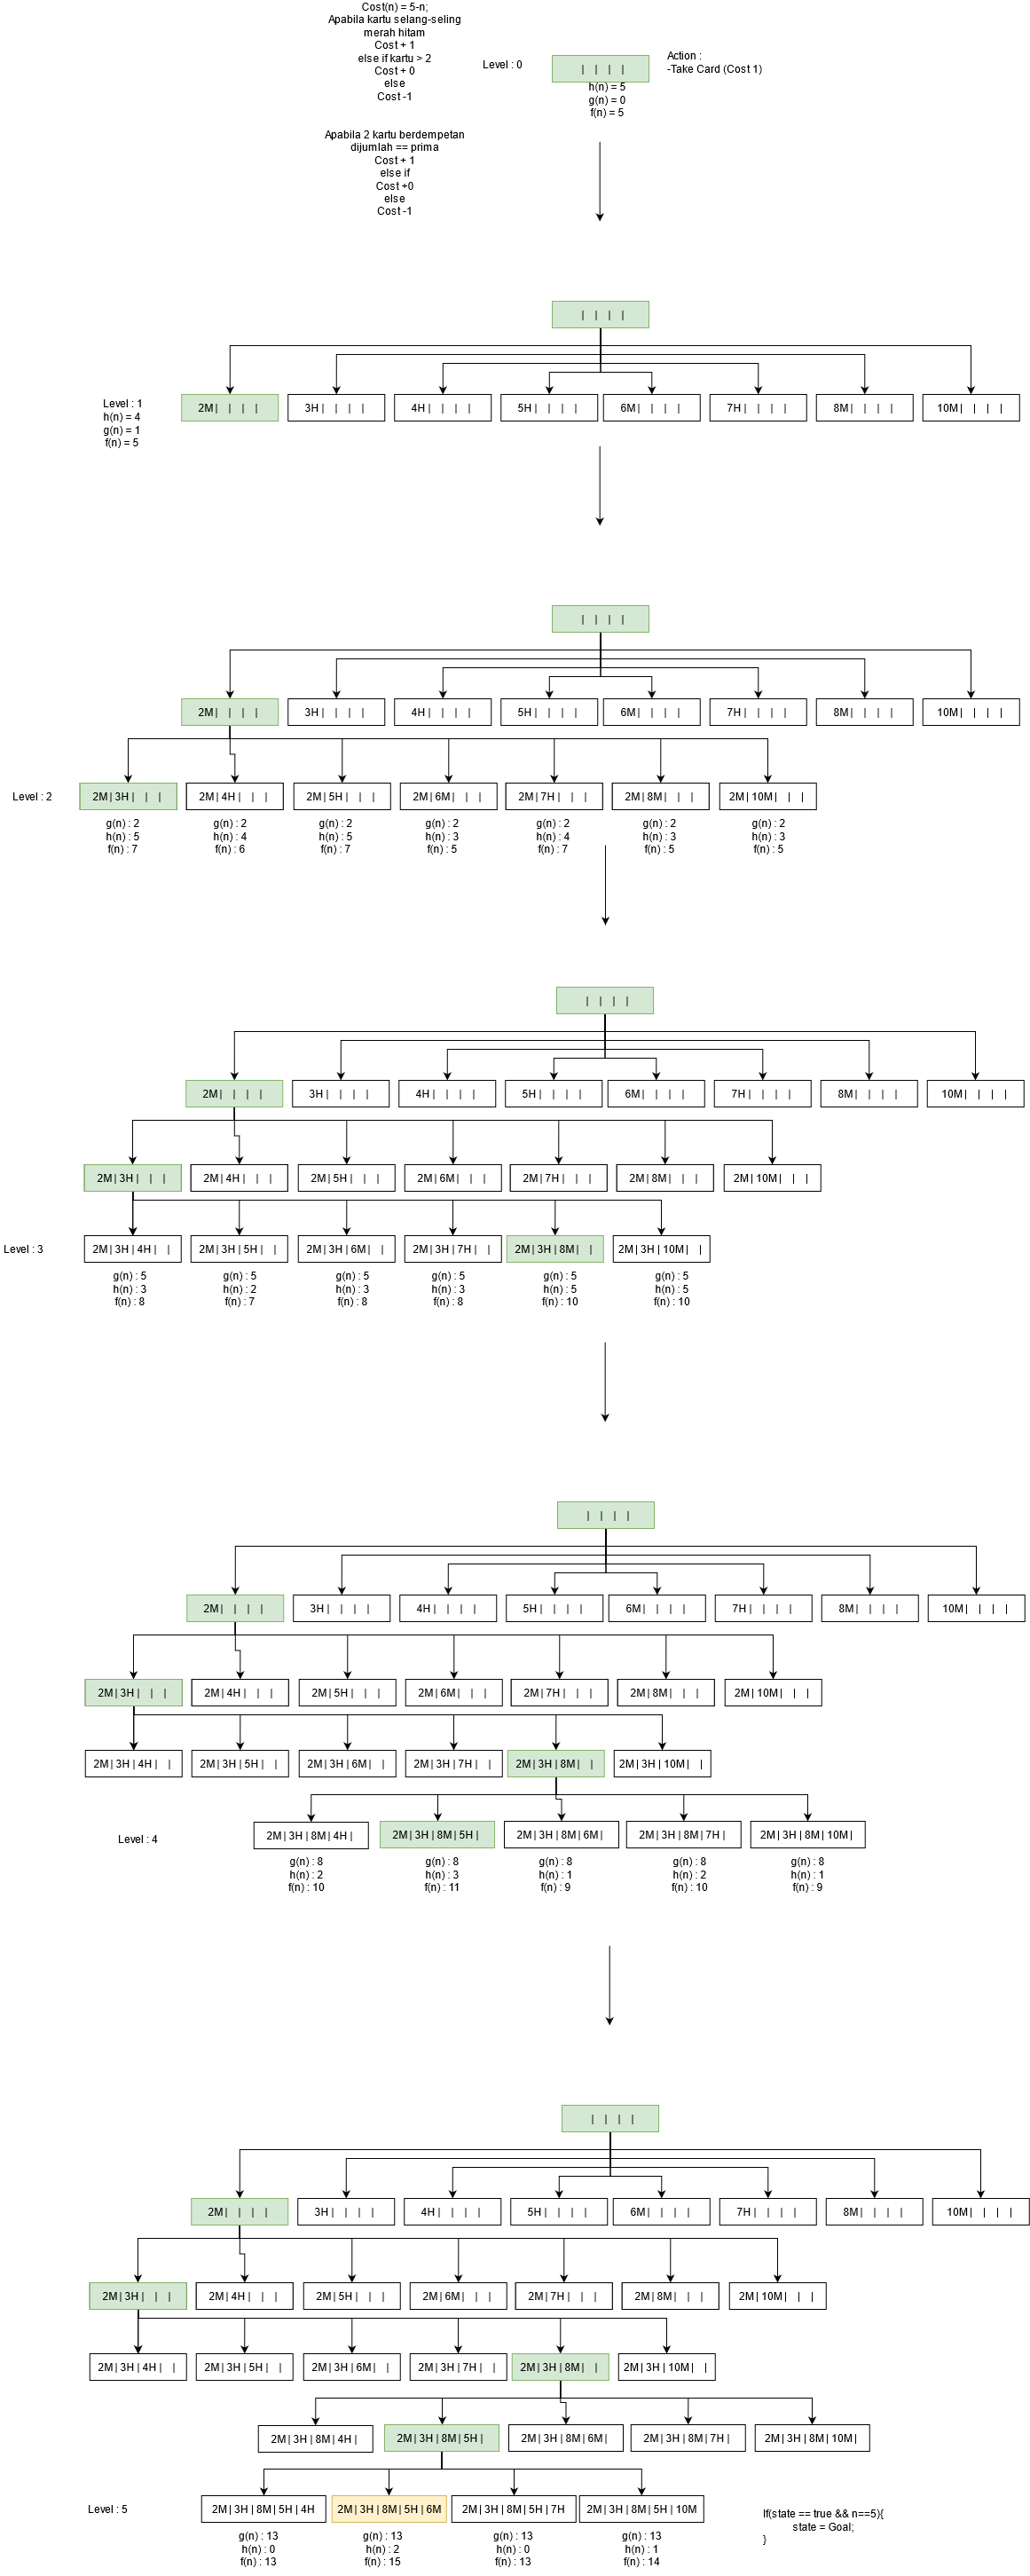 Cost(n) = 5-n;
Apabila kartu selang-seling
merah hitam
Cost + 1
else if kartu > 2
Cost + 0
else
Cost -1
Apabila 2 kartu berdempetan
dijumlah == prima
Cost + 1
else if
Cost +0
else
Cost -1
Level : 0
| | | |
h(n) = 5
g(n) = 0
f(n) = 5
Action :
-Take Card (Cost 1)
| | | |
Level : 1
h(n) = 4
g(n) = 1
f(n) = 5
2M| | | |
3H| | | |
4H| | | |
5H| | | |
6M| | | |
7H| | | |
8M| | | |
10M| | | |
| | | |
2M| | | |
3H| | | |
4H| | | |
5H| | | |
6M| | | |
7H| | | |
8M| | | |
10M| | | |
Level : 2
2M|3H| | |
2M|4H| | |
2M|5H| | |
2M|6M| | |
2M|7H| | |
2M|8M| | |
2M|10M| | |
g(n) : 2
h(n) : 5
f(n) : 7
g(n) : 2
h(n) : 4
f(n) : 6
g(n) : 2
h(n) : 5
f(n) : 7
g(n) : 2
h(n) : 3
f(n) : 5
g(n) : 2
h(n) : 4
f(n) : 7
g(n) : 2
h(n) : 3
f(n) : 5
g(n) : 2
h(n) : 3
f(n) : 5
| | | |
2M| | | |
3H| | | |
4H| | | |
5H| | | |
6M| | | |
7H| | | |
8M| | | |
10M| | | |
2M|3H| | |
2M|4H| | |
2M|5H| | |
2M|6M| | |
2M|7H| | |
2M|8M| | |
2M|10M| | |
Level : 3
2M|3H|4H| |
2M|3H|5H| |
2M|3H|6M| |
2M|3H|7H| |
2M|3H|8M| |
2M|3H|10M| |
g(n) : 5
h(n) : 3
f(n) : 8
g(n) : 5
h(n) : 2
f(n) : 7
g(n) : 5
h(n) : 3
f(n) : 8
g(n) : 5
h(n) : 3
f(n) : 8
g(n) : 5
h(n) : 5
f(n) : 10
g(n) : 5
h(n) : 5
f(n) : 10
| | | |
2M| | | |
3H| | | |
4H| | | |
5H| | | |
6M| | | |
7H| | | |
8M| | | |
10M| | | |
2M|3H| | |
2M|4H| | |
2M|5H| | |
2M|6M| | |
2M|7H| | |
2M|8M| | |
2M|10M| | |
2M|3H|4H| |
2M|3H|5H| |
2M|3H|6M| |
2M|3H|7H| |
2M|3H|8M| |
2M|3H|10M| |
Level : 4
2M|3H|8M|4H|
2M|3H|8M|5H|
2M|3H|8M|6M|
2M|3H|8M|7H|
2M|3H|8M|10M|
g(n) : 8
h(n) : 2
f(n) : 10
g(n) : 8
h(n) : 3
f(n) : 11
g(n) : 8
h(n) : 1
f(n) : 9
g(n) : 8
h(n) : 2
f(n) : 10
g(n) : 8
h(n) : 1
f(n) : 9
| | | |
2M| | | |
3H| | | |
4H| | | |
5H| | | |
6M| | | |
7H| | | |
8M| | | |
10M| | | |
2M|3H| | |
2M|4H| | |
2M|5H| | |
2M|6M| | |
2M|7H| | |
2M|8M| | |
2M|10M| | |
2M|3H|4H| |
2M|3H|5H| |
2M|3H|6M| |
2M|3H|7H| |
2M|3H|8M| |
2M|3H|10M| |
2M|3H|8M|4H|
2M|3H|8M|5H|
2M|3H|8M|6M|
2M|3H|8M|7H|
2M|3H|8M|10M|
Level : 5
2M|3H|8M|5H|4H
2M|3H|8M|5H|6M
2M|3H|8M|5H|7H
2M|3H|8M|5H|10M
g(n) : 13
h(n) : 0
f(n) : 13
g(n) : 13
h(n) : 2
f(n) : 15
g(n) : 13
h(n) : 0
f(n) : 13
g(n) : 13
h(n) : 1
f(n) : 14
If(state == true && n==5){
state = Goal;
}